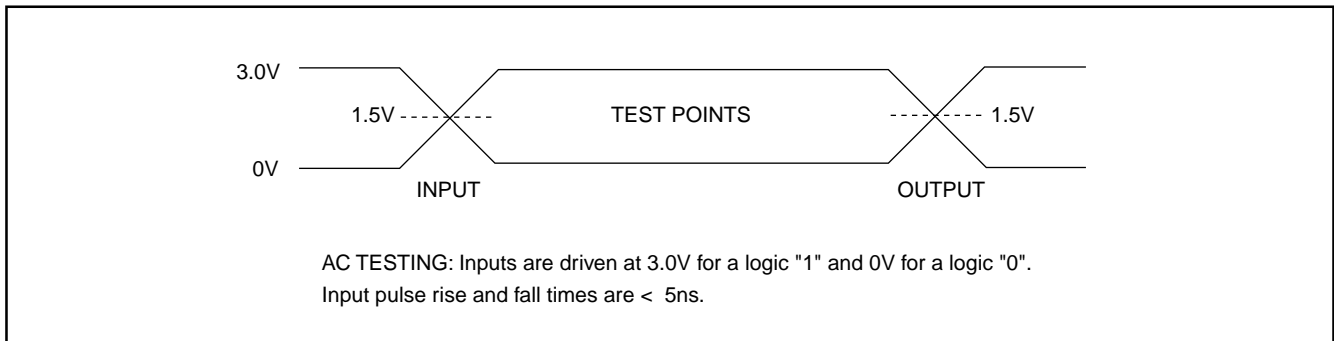 3.0V
1.5V
TEST POINTS
1.5V
0V
INPUT
OUTPUT
AC TESTING: Inputs are driven at 3.0V for a logic "1" and 0V for a logic "0".
Input pulse rise and fall times are < 5ns.